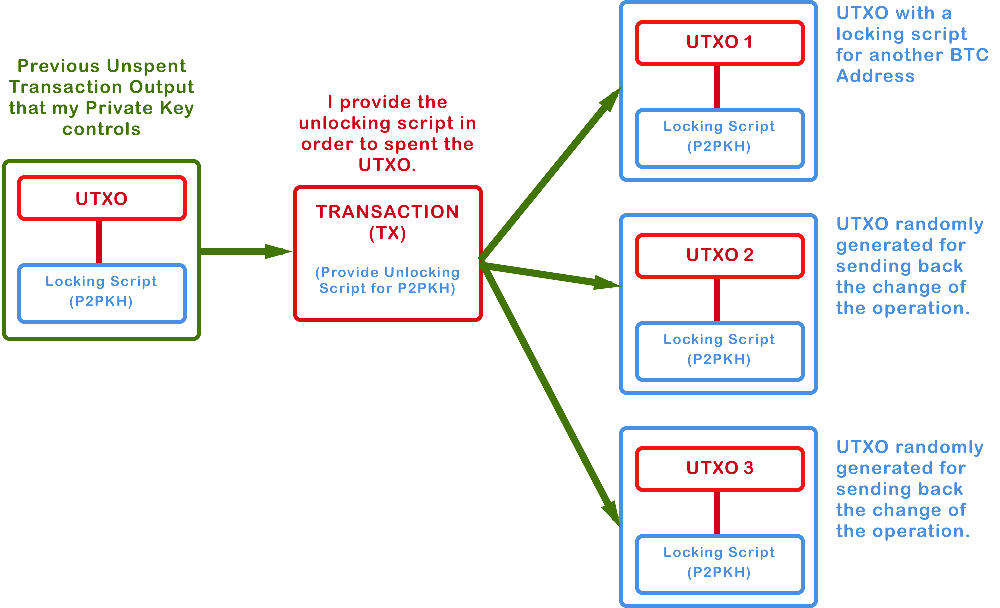 Previous Unspent
Transaction Output
that my Private Key
controls
UTXO
Locking Script
(P2PKH)
I provide the
unlocking script in
order to spent the
UTXO.
TRANSACTION
(TX)
(Provide Unlocking
Script for P2PKH)
UTXO 1
Locking Script
(P2PKH)
UTXO with a
locking script
for another BTC
Address
UTXO 2
Locking Script
(P2PKH)
UTXO randomly
generated for
sending back
the change of
the operation.
UTXO 3
Locking Script
(P2PKH)
UTXO randomly
generated for
sending back
the change of
the operation.